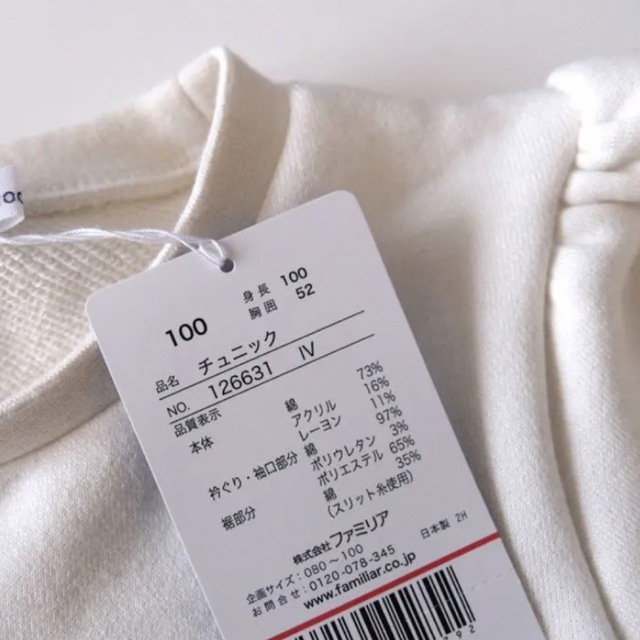 100
身長 100
胸囲 52
品名 チュニック
NO. 126631 IV
品質表示
本体 綿 73%
アクリル 16%
レーヨン 11%
衿ぐり・袖口部分 綿 97%
ポリウレタン 3%
裾部分 ポリエステル 65%
綿 35%
(スリット糸使用)
株式会社ファミリア
日本製 2H
企画サイズ:080~100
お問合せ:0120-078-345
www.familiar.co.jp